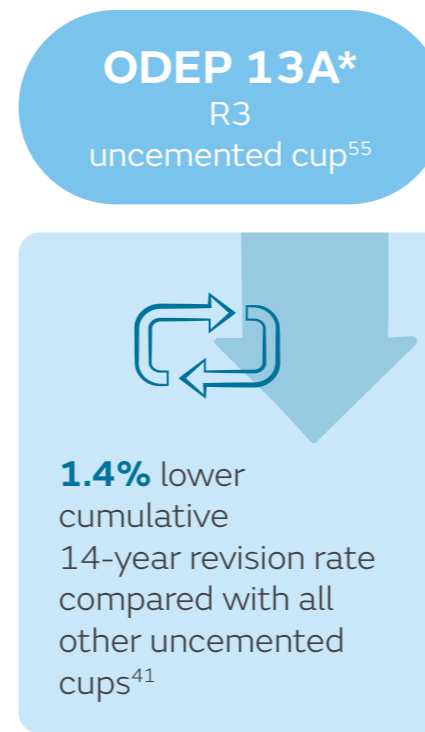 ODEP 13A*
R3
uncemented cup55
1.4% lower
cumulative
14-year revision rate
compared with all
other uncemented
cups41